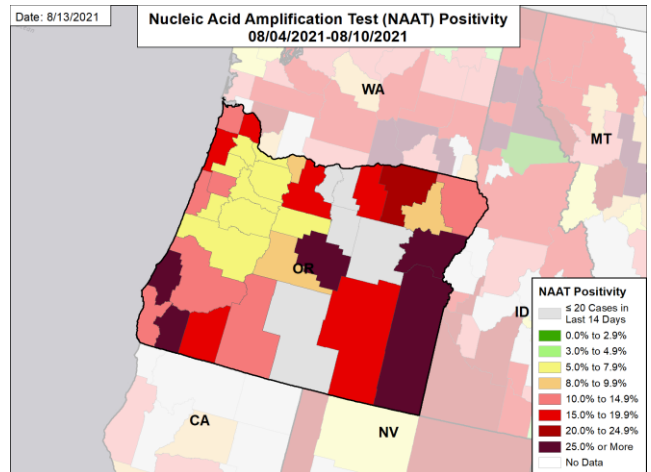 Date: 8/13/2021
Nucleic Acid Amplification Test (NAAT) Positivity
08/04/2021-08/10/2021
WA
MT
OR
ID
CA
NV
NAAT Positivity
≤ 20 Cases in
Last 14 Days
0.0% to 2.9%
3.0% to 4.9%
5.0% to 7.9%
8.0% to 9.9%
10.0% to 14.9%
15.0% to 19.9%
20.0% to 24.9%
25.0% or More
No Data